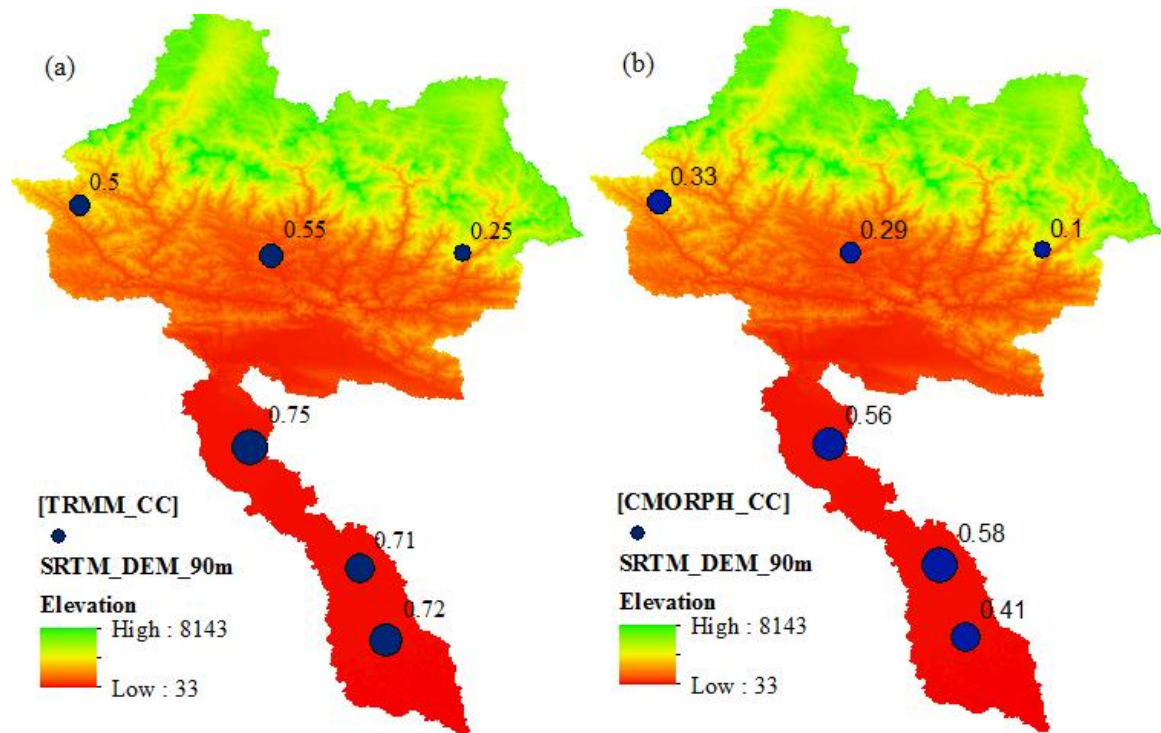 (a)
0.5
0.55
0.25
0.75
0.71
0.72
[TRMM_CC]
SRTM_DEM_90m
Elevation
High : 8143
Low : 33
(b)
0.33
0.29
0.1
0.56
0.58
0.41
[CMORPH_CC]
SRTM_DEM_90m
Elevation
High : 8143
Low : 33